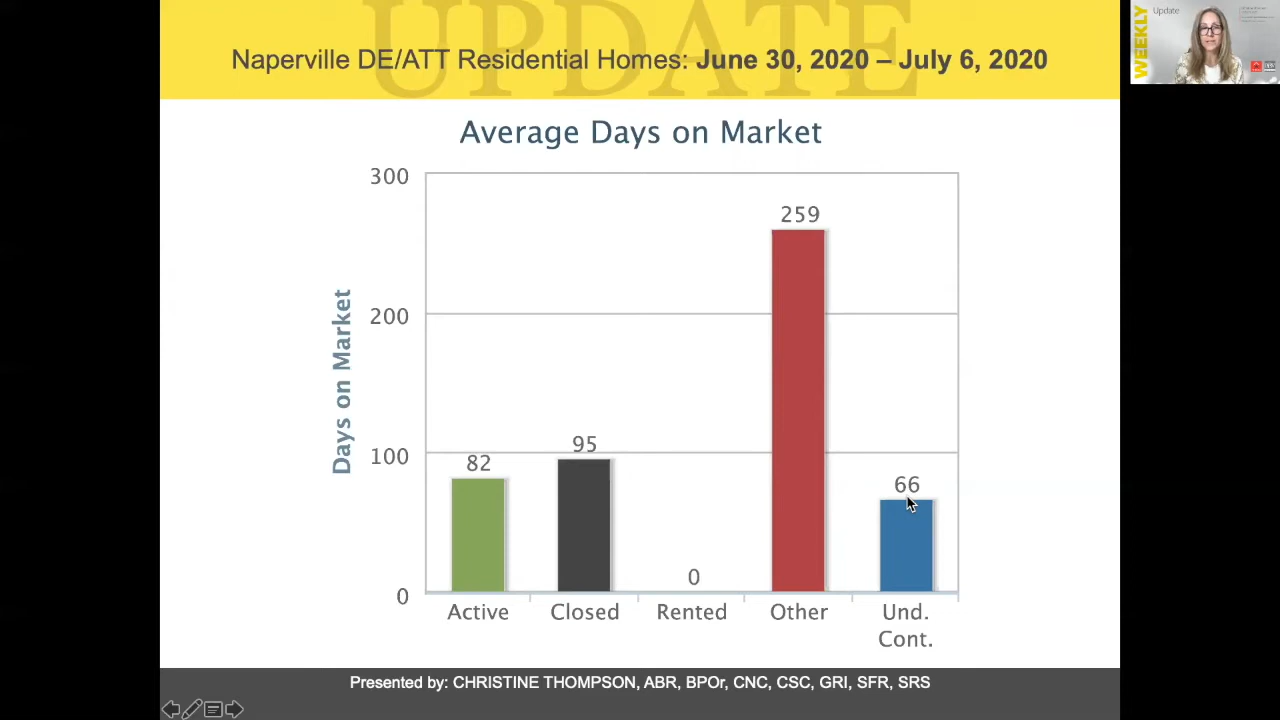 UPDATE
Naperville DE/ATT Residential Homes: June 30, 2020 – July 6, 2020
WEEKLY
Update
Average Days on Market
Days on Market
300
200
100
0
82
95
0
259
66
Active
Closed
Rented
Other
Und.
Cont.
Presented by: CHRISTINE THOMPSON, ABR, BPOr, CNC, CSC, GRI, SFR, SRS